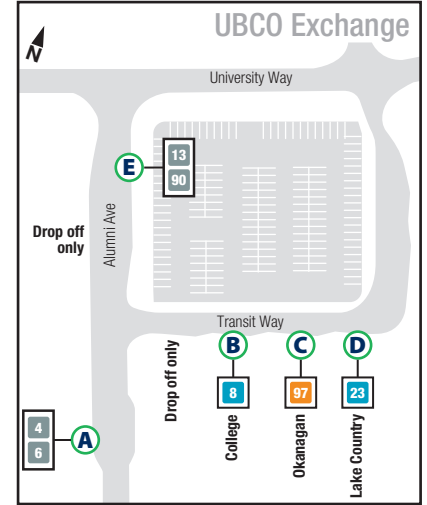 UBCO Exchange
N
University Way
13
E
90
Drop off
only
Alumni Ave
Transit Way
B
C
D
Drop off only
8
97
23
College
Okanagan
Lake Country
4
A
6